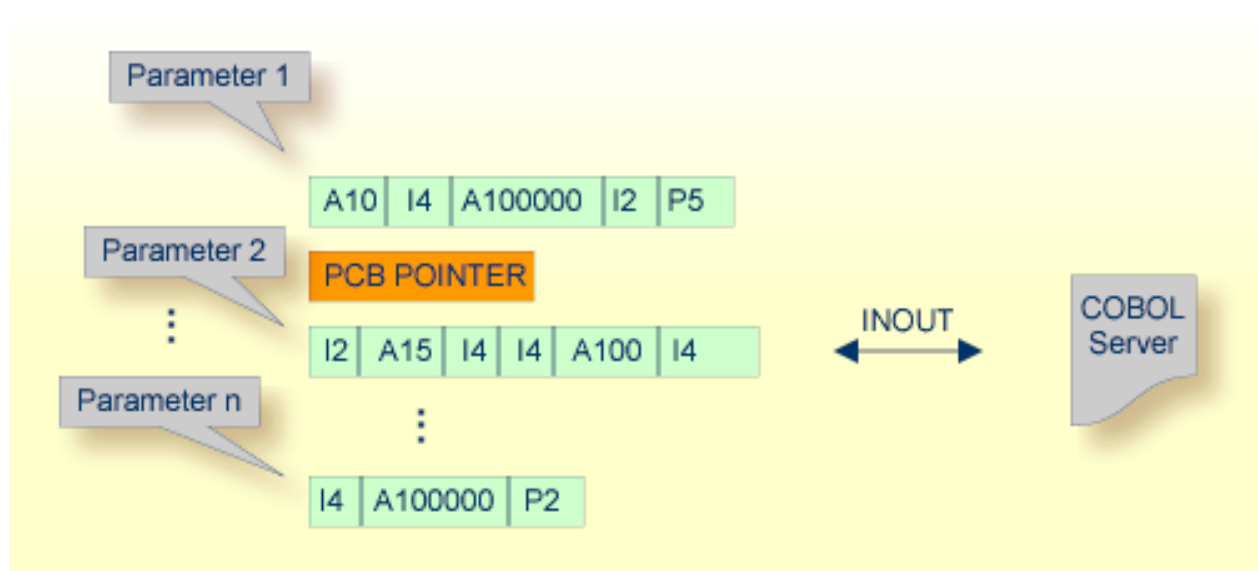 Parameter 1
A10 I4 A100000 I2 P5
Parameter 2
PCB POINTER
I2 A15 I4 I4 A100 I4
INOUT
COBOL
Server
Parameter n
I4 A100000 P2